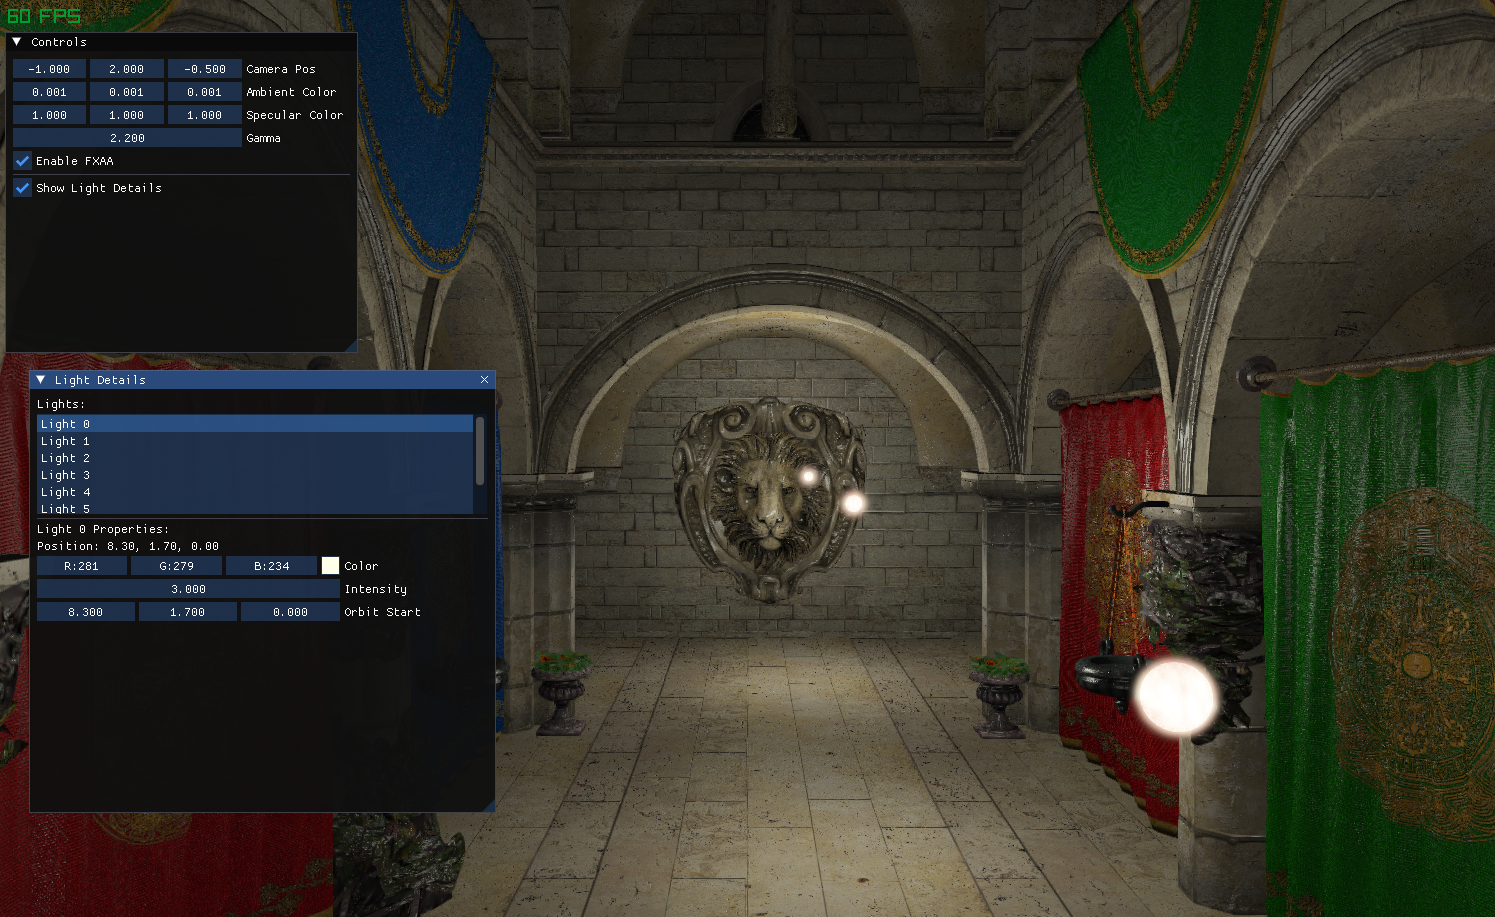 60 FPS
Controls
-1.000 2.000 -0.500 Camera Pos
0.001 0.001 0.001 Ambient Color
1.000 1.000 1.000 Specular Color
2.200 Gamma
Enable FXAA
Show Light Details
Light Details
Lights:
Light 0
Light 1
Light 2
Light 3
Light 4
Light 5
Light 0 Properties:
Position: 8.30, 1.70, 0.00
R:281 G:279 B:234 Color
3.000 Intensity
8.300 1.700 0.000 Orbit Start